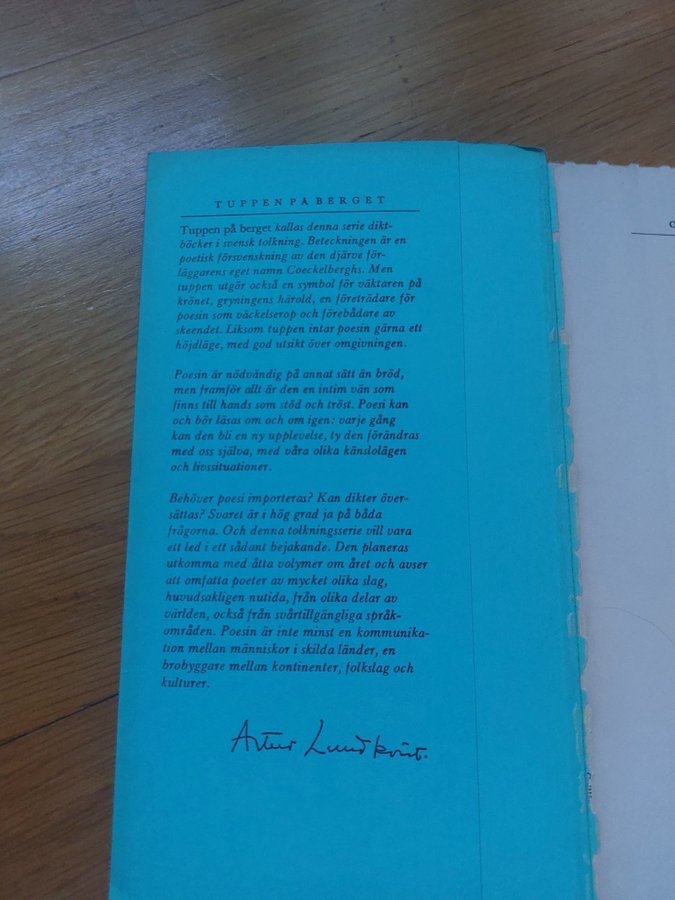 TUPPEN PÅ BERGET
Tuppen på berget kallas denna serie dikt-
böcker i svensk tolkning. Beteckningen är en
poetisk försvenskning av den djärve för-
läggarens eget namn Coeckelberghs. Men
tuppen utgör också en symbol för väktaren på
krönet, gryningens härold, en företrädare för
poesin som väckelserop och förebådare av
skeendet. Liksom tuppen intar poesin gärna ett
höjdläge, med god utsikt över omgivningen.
Poesin är nödvändig på annat sätt än bröd,
men framför allt är den en intim vän som
finns till hands som stöd och tröst. Poesi kan
och bör läsas om och om igen: varje gång
kan den bli en ny upplevelse, ty den förändras
med oss själva, med våra olika känslolägen
och livssituationer.
Behöver poesi importeras? Kan dikter över-
sättas? Svaret är i hög grad ja på båda
frågorna. Och denna tolkningsserie vill vara
ett led i ett sådant bejakande. Den planeras
utkomma med åtta volymer om året och avser
att omfatta poeter av mycket olika slag,
huvudsakligen nutida, från olika delar av
världen, också från svårtillgängliga språk-
områden. Poesin är inte minst en kommunika-
tion mellan människor i skilda länder, en
brobyggare mellan kontinenter, folkslag och
kulturer.
Artur Lundkvist.